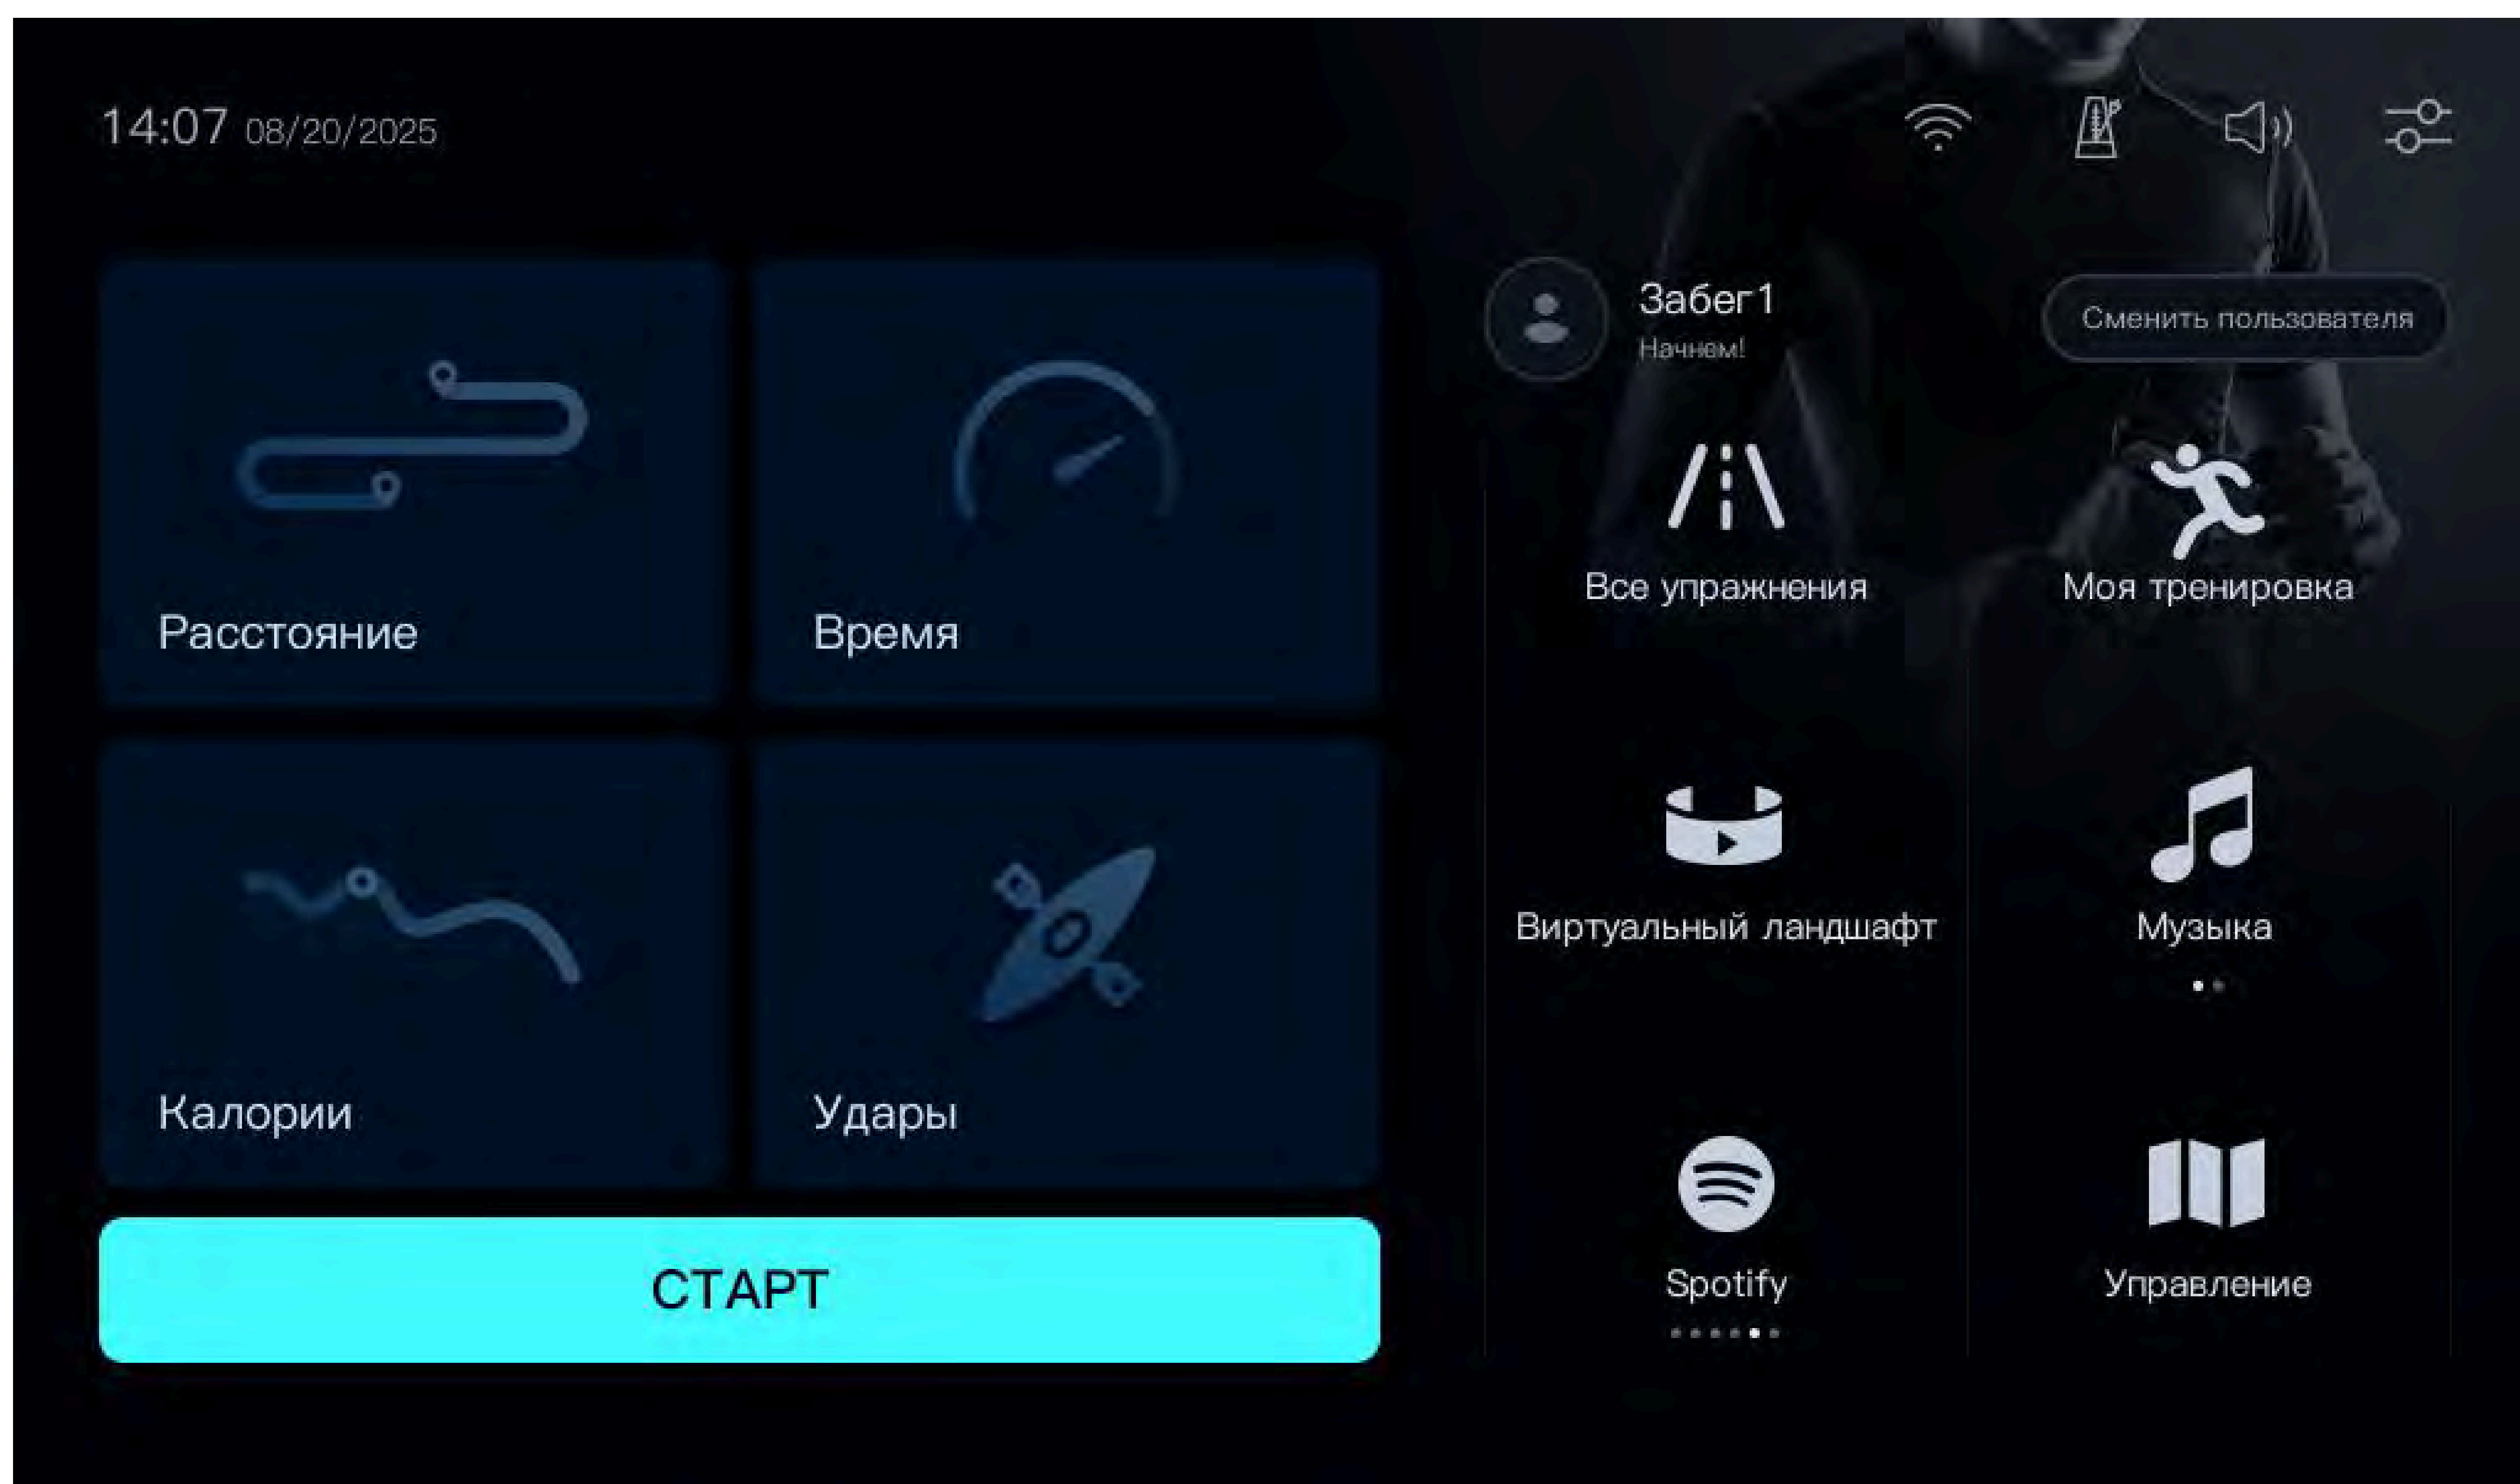 14:07 08/20/2025
Забег1
Начнем!
Сменить пользователя
Расстояние
Время
Калории
Удары
СТАРТ
Все упражнения
Моя тренировка
Виртуальный ландшафт
Музыка
Spotify
Управление